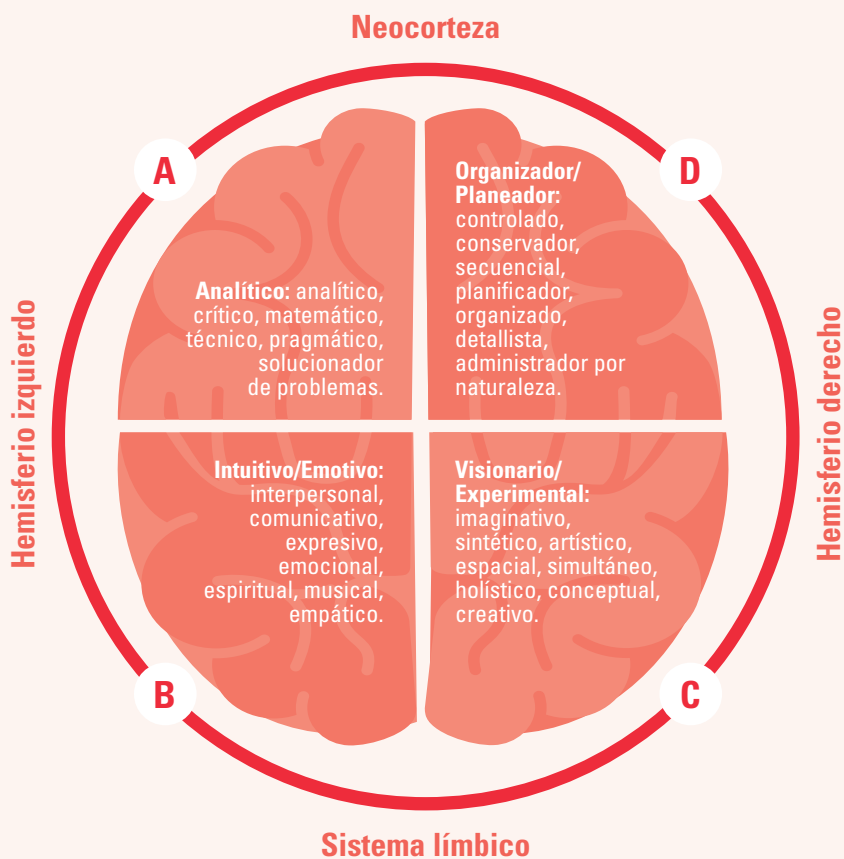 Neocorteza
A
D
Hemisferio izquierdo
Analítico: analítico,
crítico, matemático,
técnico, pragmático,
solucionador
de problemas.
Organizador/
Planeador:
controlado,
conservador,
secuencial,
planificador,
organizado,
detallista,
administrador por
naturaleza.
Hemisferio derecho
Intuitivo/Emotivo:
interpersonal,
comunicativo,
expresivo,
emocional,
espiritual, musical,
empático.
Visionario/
Experimental:
imaginativo,
sintético, artístico,
espacial, simultáneo,
holístico, conceptual,
creativo.
B
C
Sistema límbico